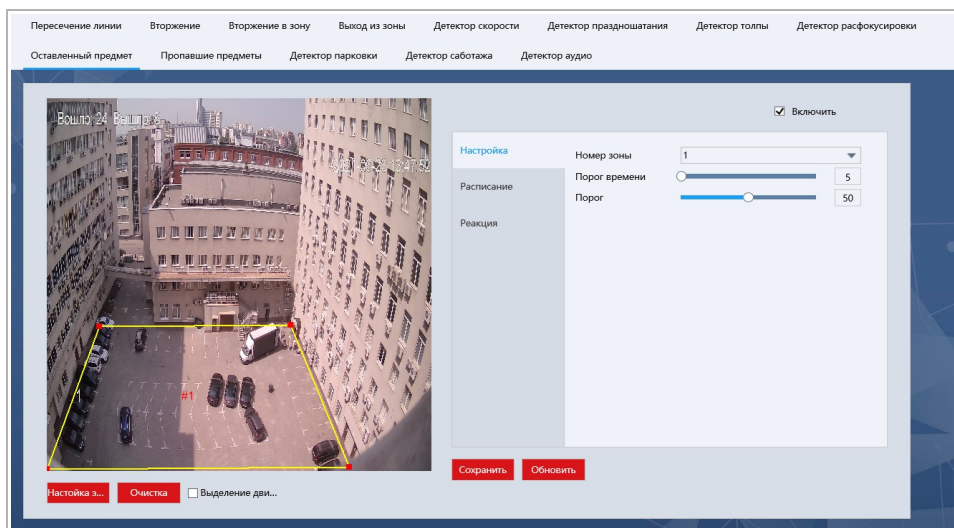 Пересечение линии Вторжение Вторжение в зону Выход из зоны Детектор скорости Детектор праздношатания Детектор толпы Детектор расфокусировки
Оставленный предмет Пропавшие предметы Детектор парковки Детектор саботажа Детектор аудио
Вошло: 24 Вышло:
Включить
Настройка
Номер зоны 1
Порог времени 5
Расписание
Порог 50
Реакция
#1
Сохранить Обновить
Настойка з... Очистка Выделение дви...